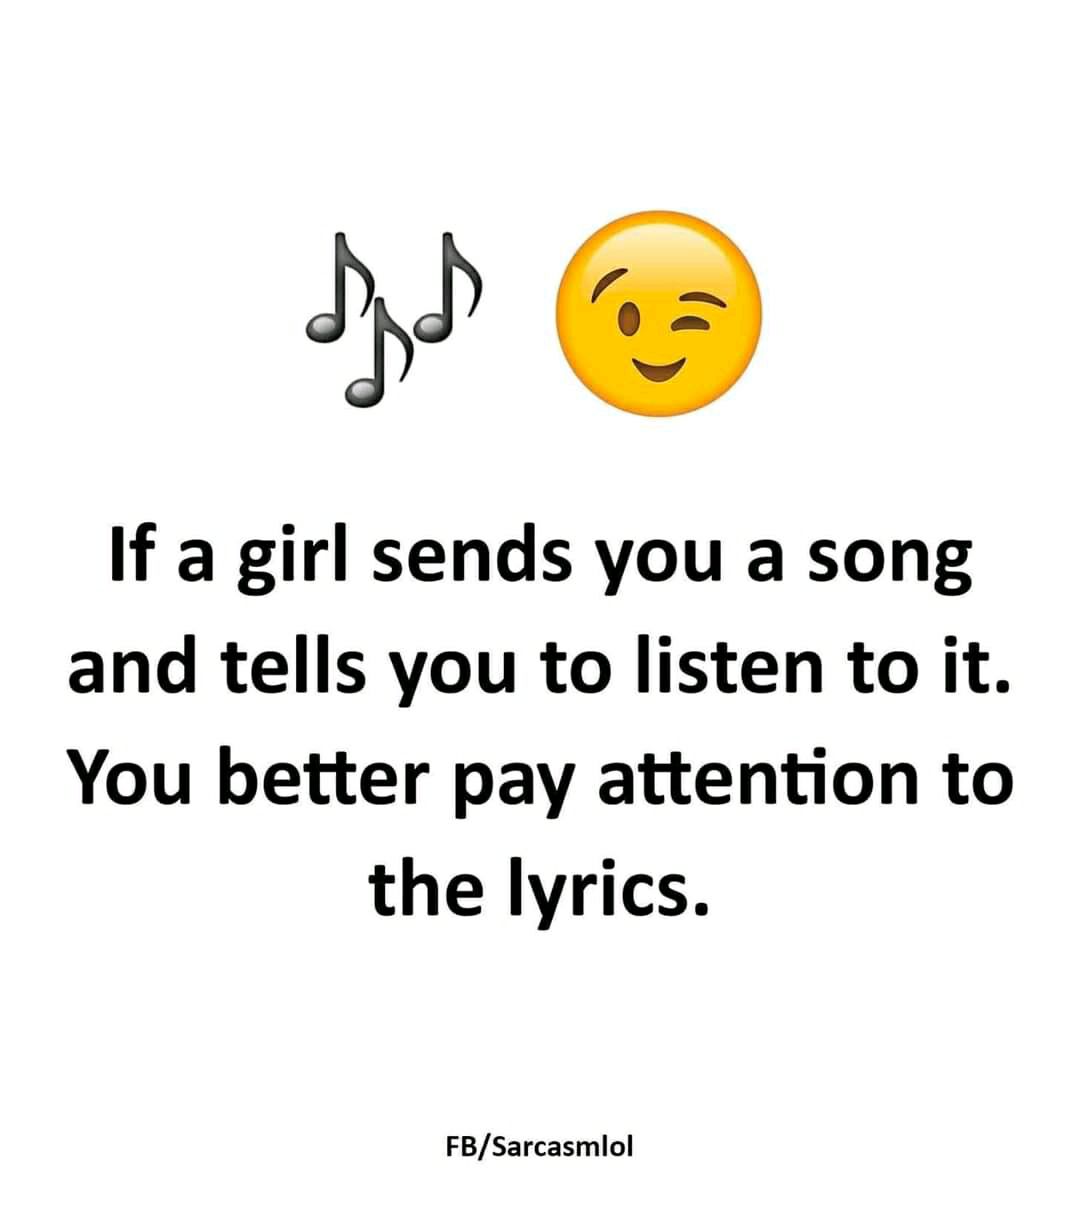 If a girl sends you a song
and tells you to listen to it.
You better pay attention to
the lyrics.
FB/Sarcasmlol